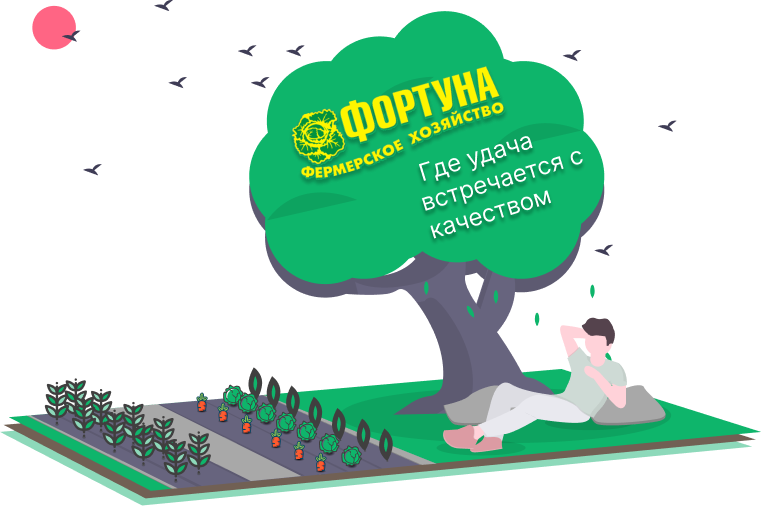 ФОРТУНА
ФЕРМЕРСКОЕ ХОЗЯЙСТВО
Где удача
встречается с
качеством